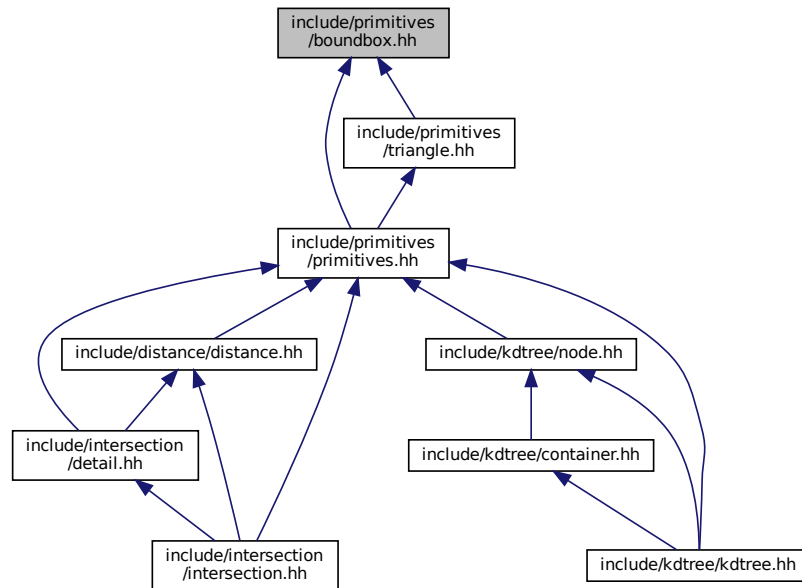 include/primitives
/boundbox.hh
include/primitives
/triangle.hh
include/primitives
/primitives.hh
include/distance/distance.hh
include/kdtree/node.hh
include/intersection
/detail.hh
include/kdtree/container.hh
include/intersection
/intersection.hh
include/kdtree/kdtree.hh